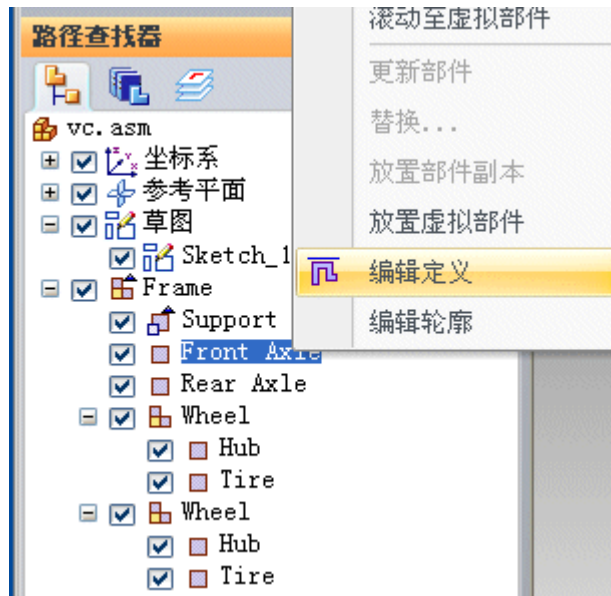 路径查找器
vc.asm
坐标系
参考平面
草图
Sketch_1
Frame
Support
Front Axle
Rear Axle
Wheel
Hub
Tire
Wheel
Hub
Tire
滚动至虚拟部件
更新部件
替换...
放置部件副本
放置虚拟部件
编辑定义
编辑轮廓